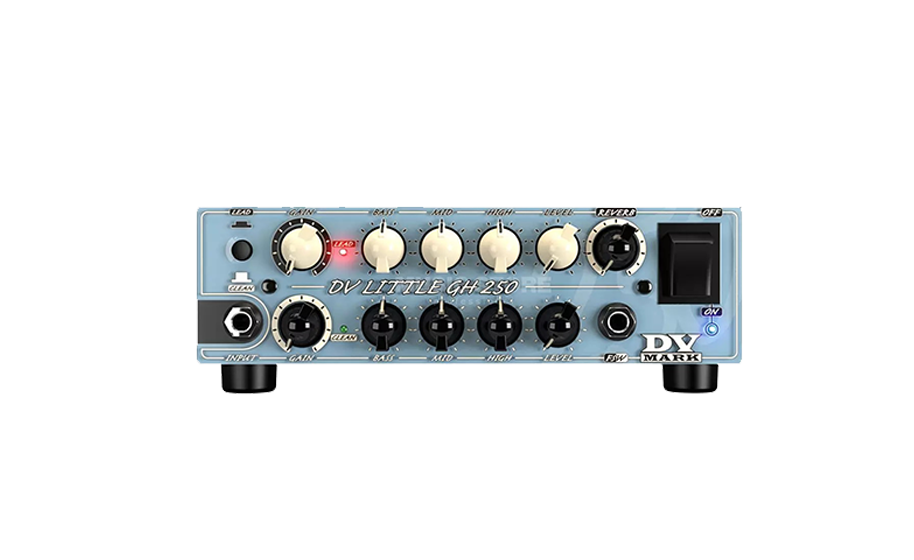 LEAD GAIN BASS MID HIGH LEVEL REVERB OFF
LEAD
CLEAN
DV LITTLE GH 250
ON
CLEAN
INPUT GAIN BASS MID HIGH LEVEL FSW
DV
MARK